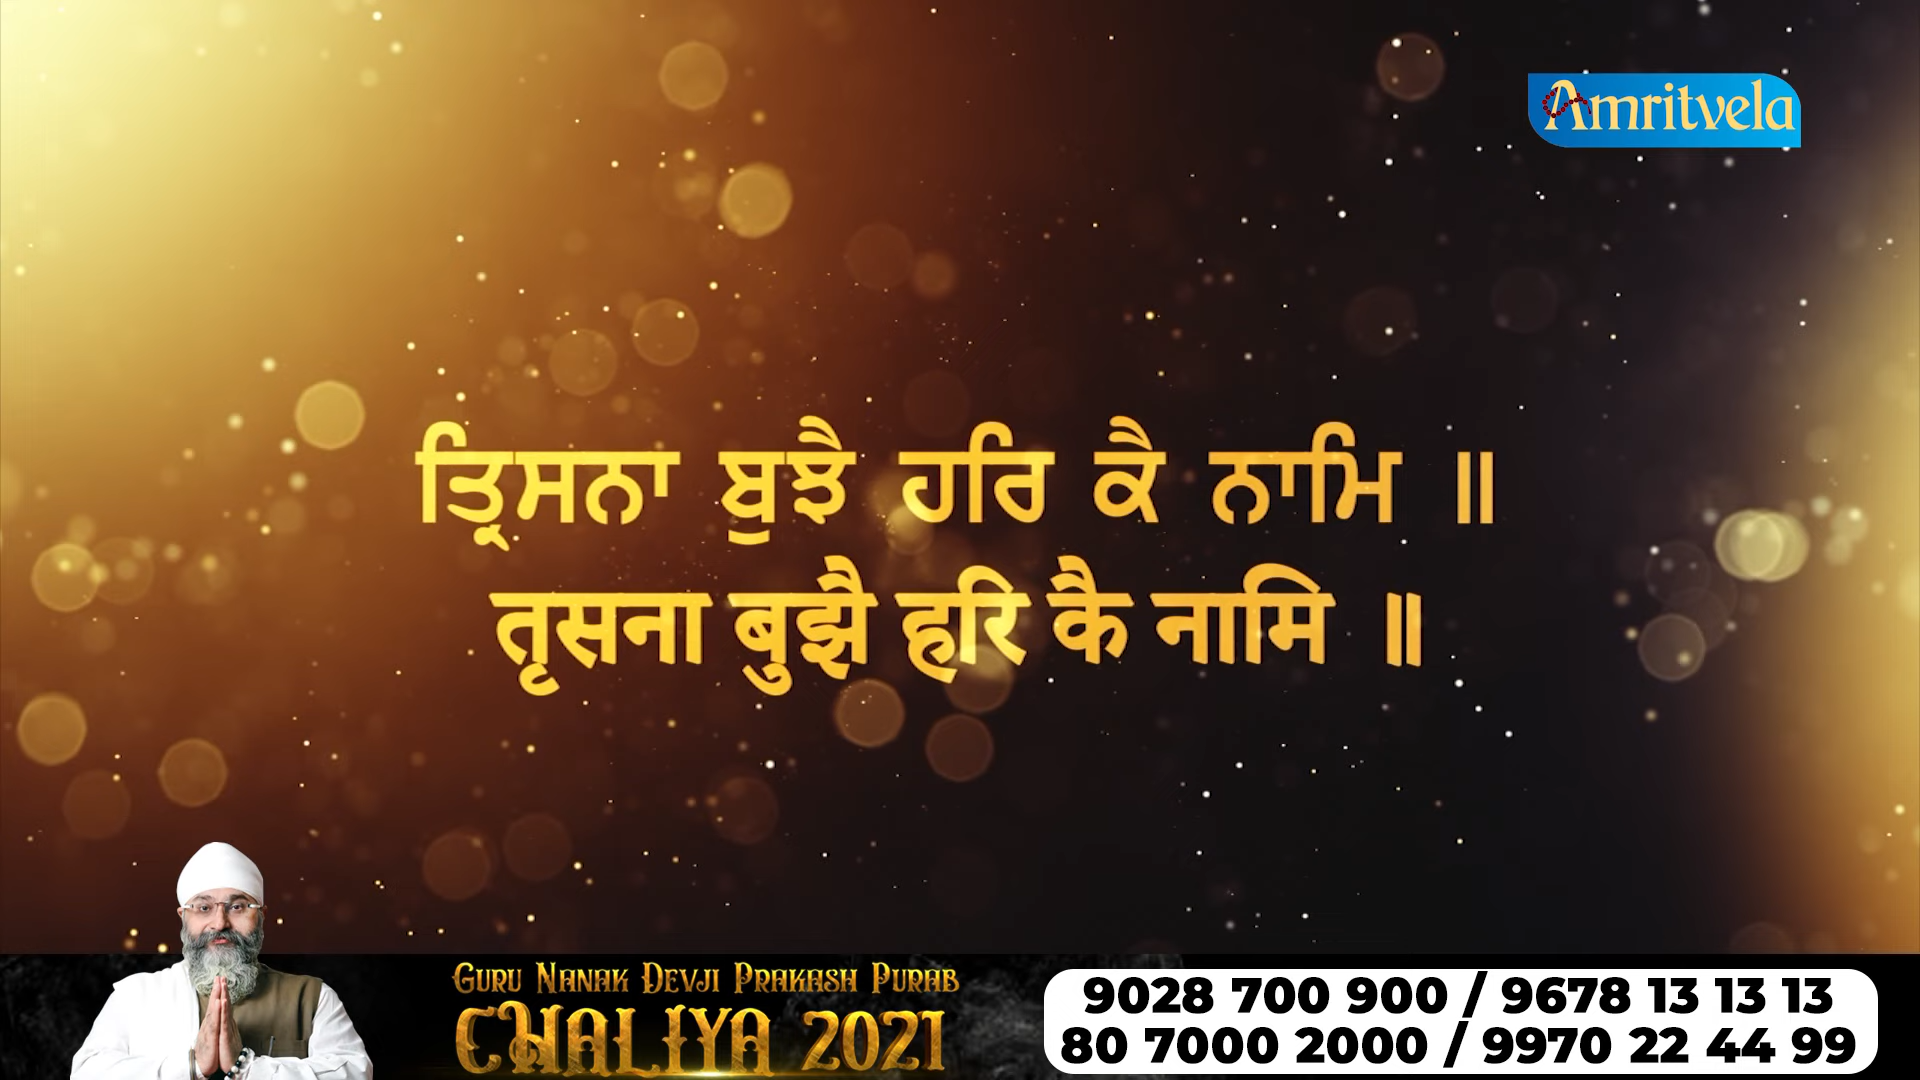 Amritvela
ਤ੍ਰਿਸਨਾ ਬੁਝੈ ਹਰਿ ਕੈ ਨਾਮਿ ॥
तृसना बुझै हरि कै नामि ॥
Guru Nanak Devji Prakash Purab
CHALIYA 2021
9028 700 900 / 9678 13 13 13
80 7000 2000 / 9970 22 44 99